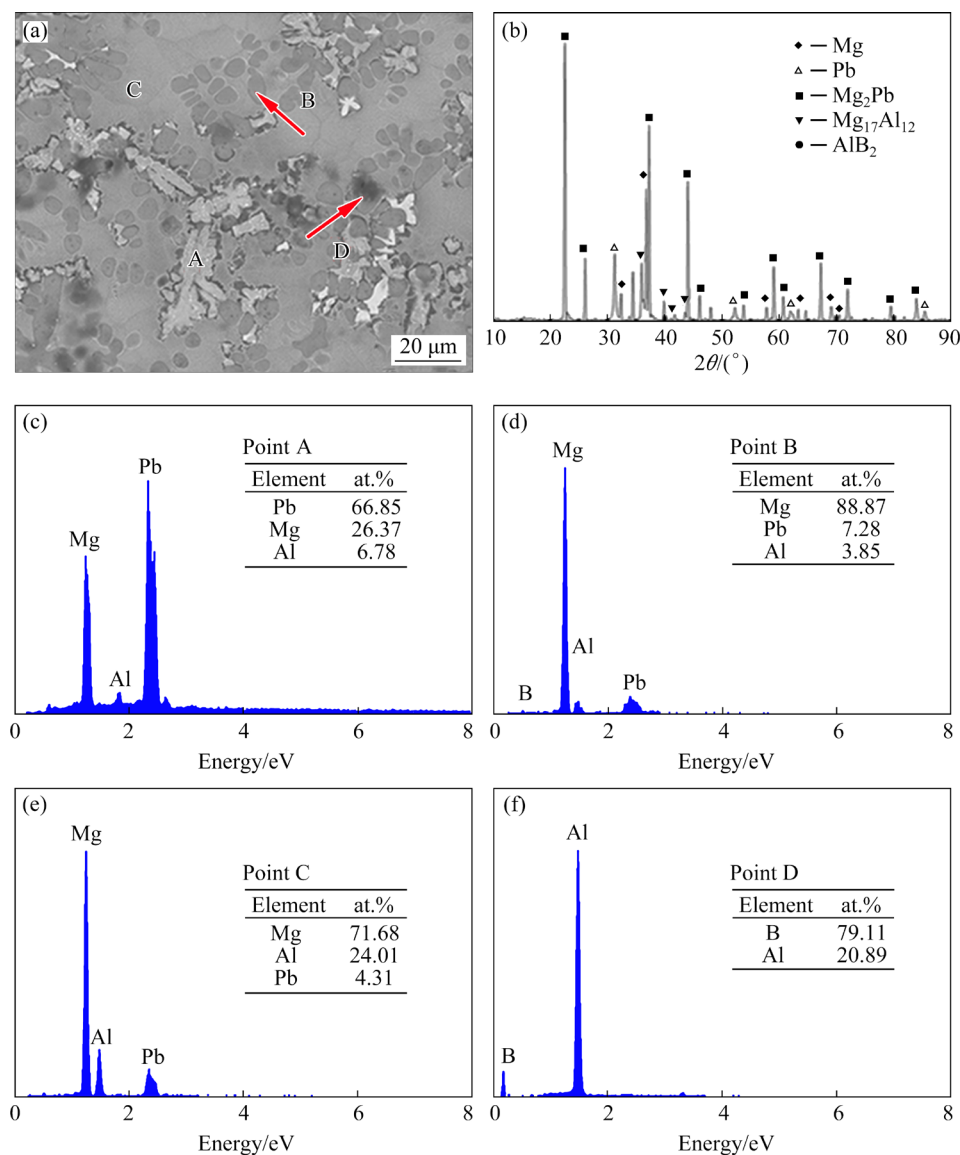 (a)
C
B
D
A
20 μm
(b)
◆ — Mg
△ — Pb
■ — Mg₂Pb
▼ — Mg₁₇Al₁₂
● — AlB₂
10 20 30 40 50 60 70 80 90
2θ/(°)
(c)
Point A
Element at.%
Pb 66.85
Mg 26.37
Al 6.78
Mg
Al
Pb
0 2 4 6 8
Energy/eV
(d)
Point B
Element at.%
Mg 88.87
Pb 7.28
Al 3.85
B
Mg
Al
Pb
0 2 4 6 8
Energy/eV
(e)
Point C
Element at.%
Mg 71.68
Al 24.01
Pb 4.31
Mg
Al
Pb
0 2 4 6 8
Energy/eV
(f)
Point D
Element at.%
B 79.11
Al 20.89
B
Al
0 2 4 6 8
Energy/eV